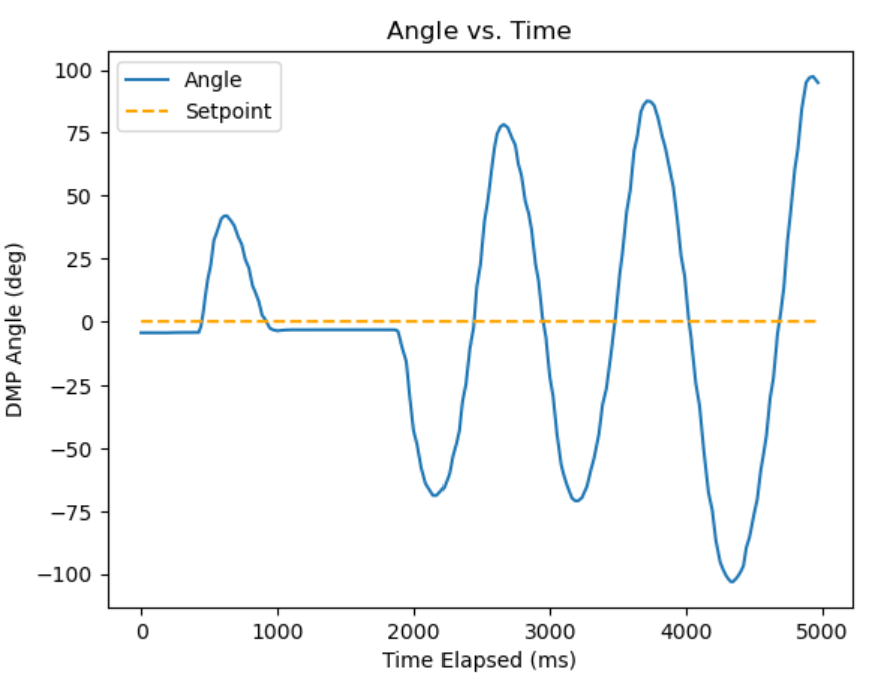 Angle vs. Time
Angle
Setpoint
DMP Angle (deg)
100
75
50
25
0
−25
−50
−75
−100
0 1000 2000 3000 4000 5000
Time Elapsed (ms)